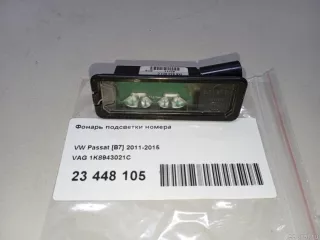 Фонарь подсветки номера
VW Passat [B7] 2011-2015
VAG 1K8943021C
23 448 105